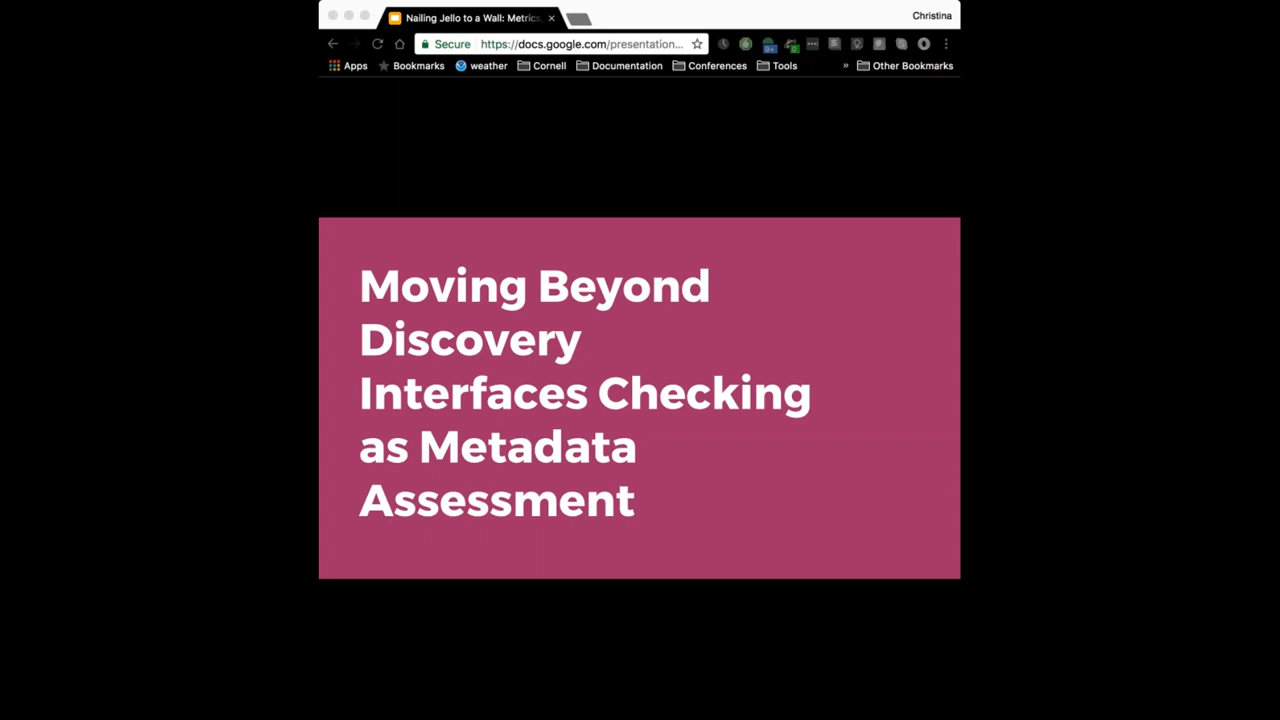 Nailing Jello to a Wall: Metrics
Christina
Secure https://docs.google.com/presentation...
Apps Bookmarks weather Cornell Documentation Conferences Tools » Other Bookmarks
Moving Beyond
Discovery
Interfaces Checking
as Metadata
Assessment